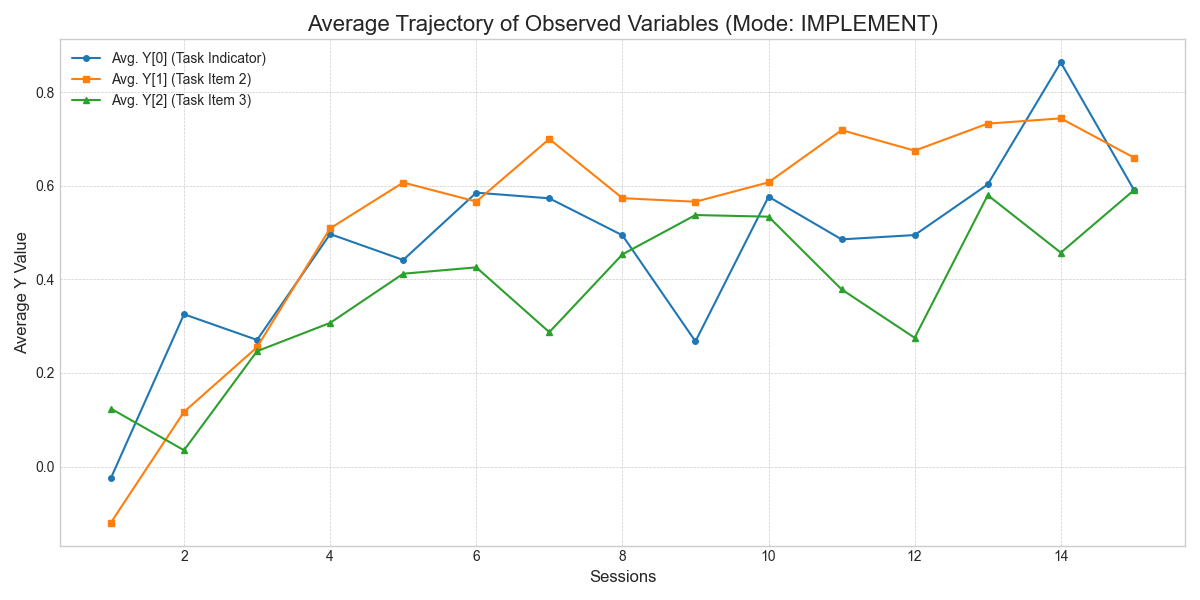 Average Trajectory of Observed Variables (Mode: IMPLEMENT)
Avg. Y[0] (Task Indicator)
Avg. Y[1] (Task Item 2)
Avg. Y[2] (Task Item 3)
Average Y Value
0.8
0.6
0.4
0.2
0.0
2 4 6 8 10 12 14
Sessions